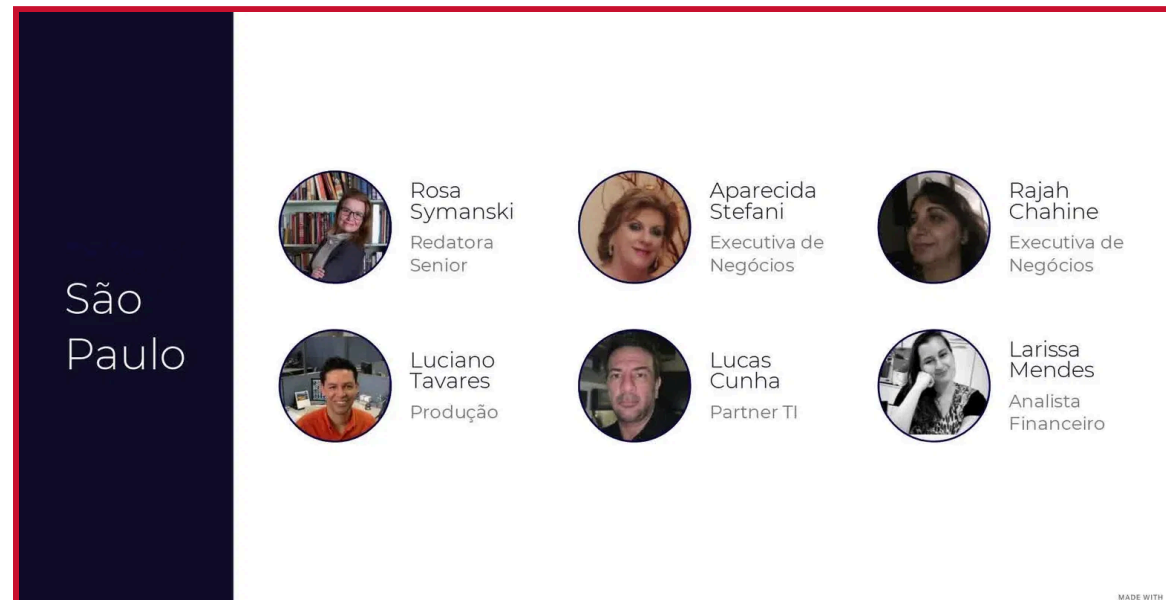 São
Paulo
Rosa
Symanski
Redatora
Senior
Aparecida
Stefani
Executiva de
Negócios
Rajah
Chahine
Executiva de
Negócios
Luciano
Tavares
Produção
Lucas
Cunha
Partner TI
Larissa
Mendes
Analista
Financeiro
MADE WITH